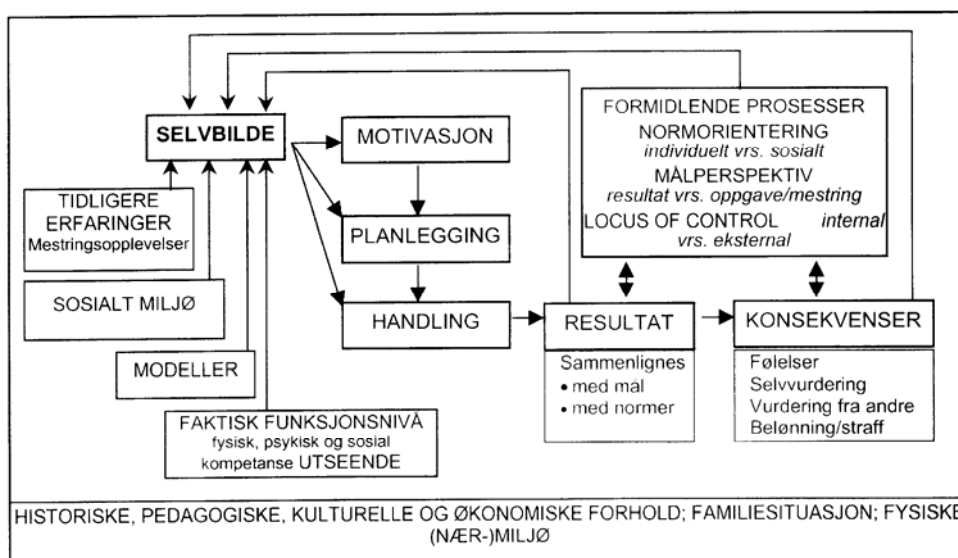 SELVBILDE
MOTIVASJON
PLANLEGGING
HANDLING
TIDLIGERE
ERFARINGER
Mestringsopplevelser
SOSIALT MILJØ
MODELLER
FAKTISK FUNKSJONSNIVÅ
fysisk, psykisk og sosial
kompetanse UTSEENDE
FORMIDLENDE PROSESSER
NORMORIENTERING
individuelt vrs. sosialt
MÅLPERSPEKTIV
resultat vrs. oppgave/mestring
LOCUS OF CONTROL internal
vrs. eksternal
RESULTAT
Sammenlignes
• med mål
• med normer
KONSEKVENSER
Følelser
Selvvurdering
Vurdering fra andre
Belønning/straff
HISTORISKE, PEDAGOGISKE, KULTURELLE OG ØKONOMISKE FORHOLD; FAMILIESITUASJON; FYSISKE
(NÆR-)MILJØ